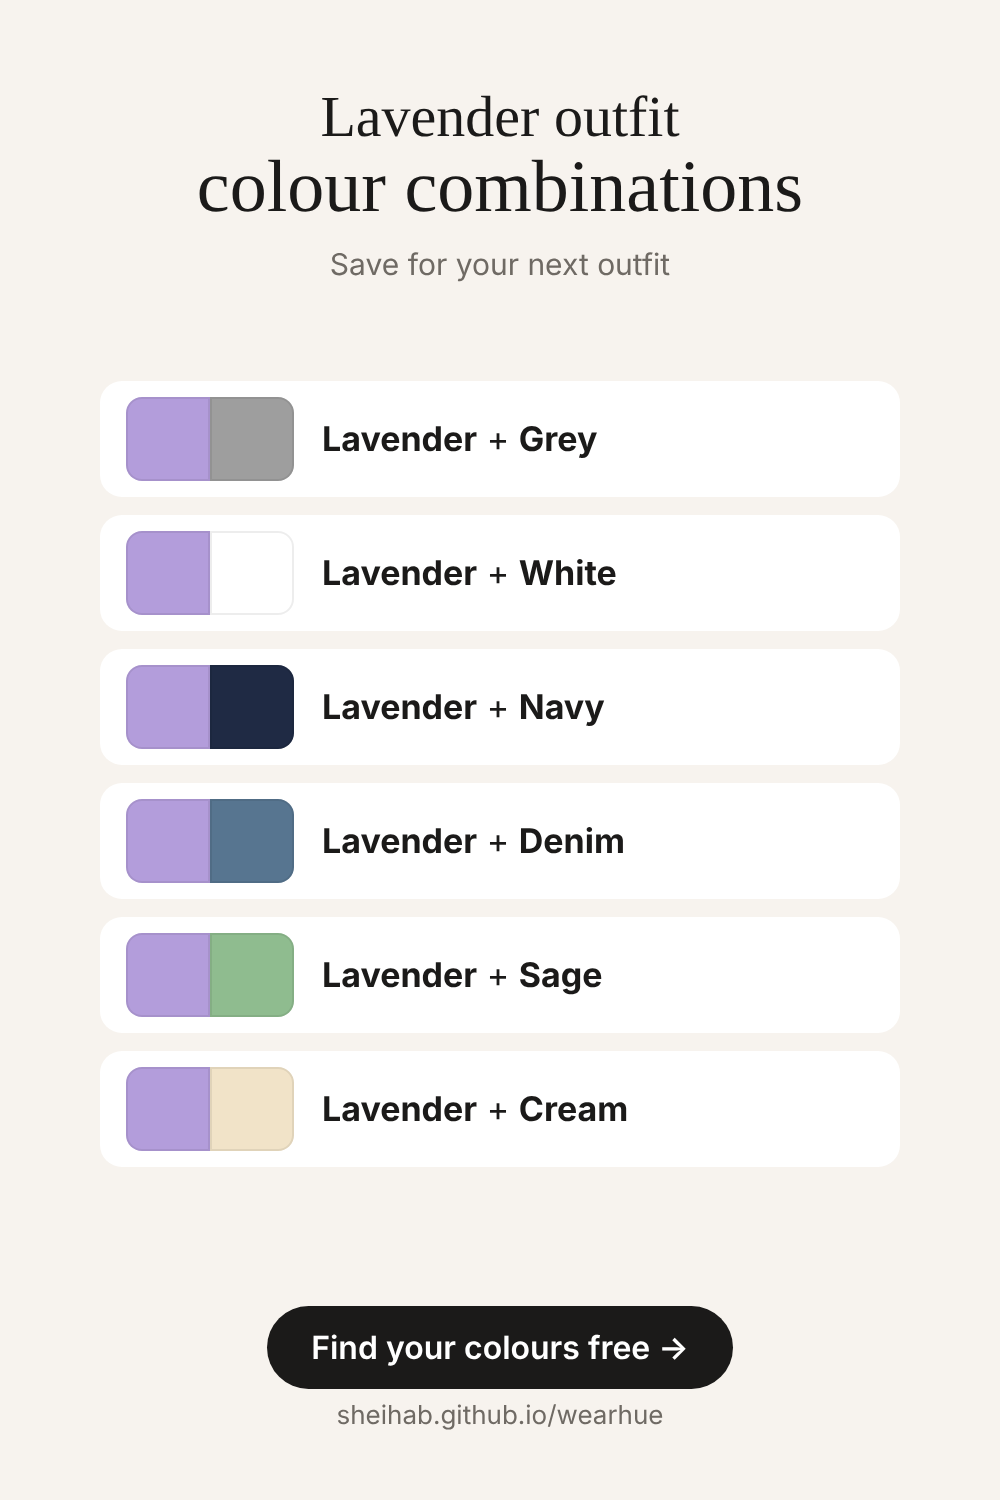 Lavender outfit
colour combinations
Save for your next outfit
Lavender + Grey
Lavender + White
Lavender + Navy
Lavender + Denim
Lavender + Sage
Lavender + Cream
Find your colours free →
sheihab.github.io/wearhue